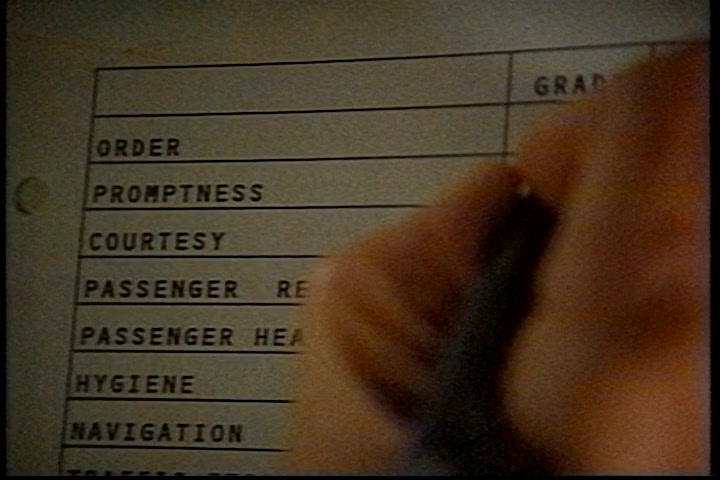 GRAD
ORDER
PROMPTNESS
COURTESY
PASSENGER RE
PASSENGER HEA
HYGIENE
NAVIGATION